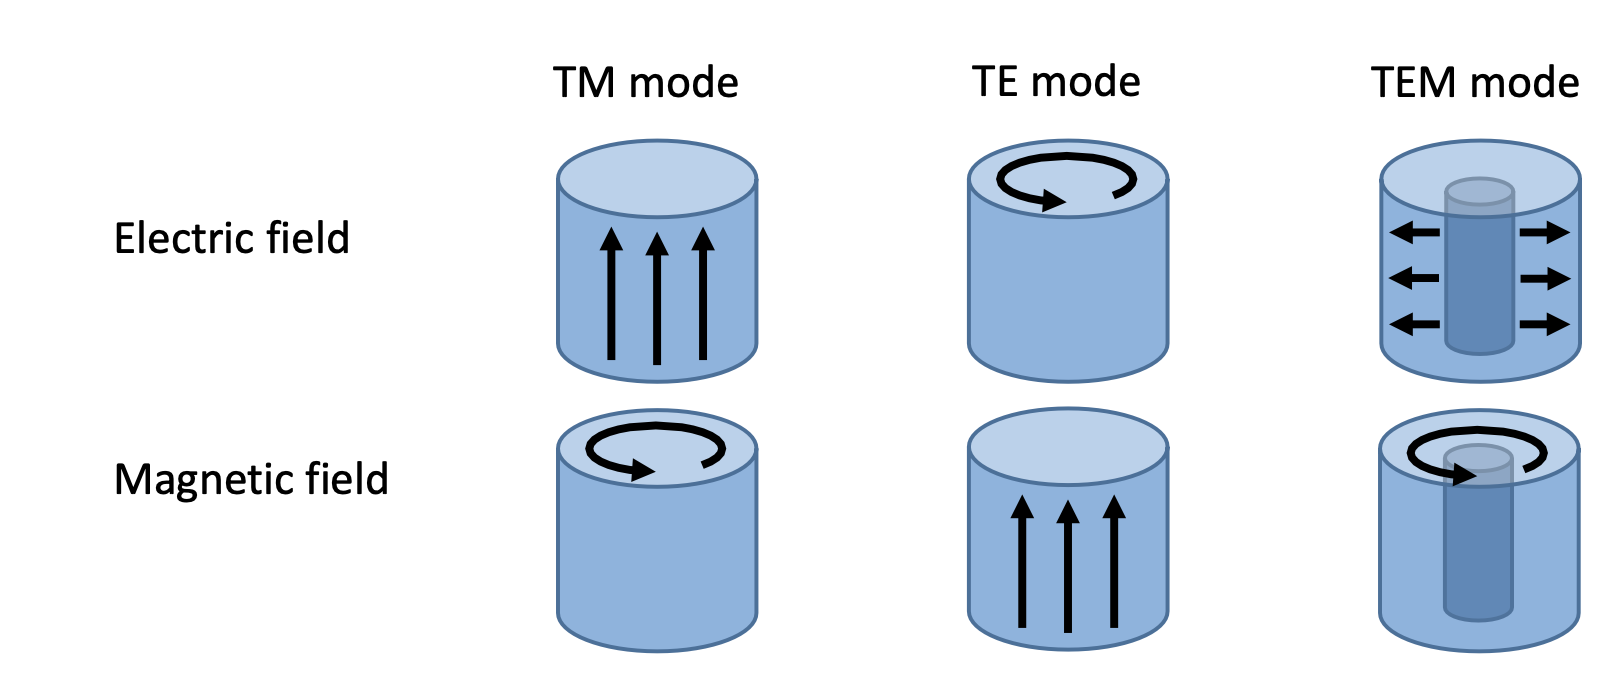 TM mode
TE mode
TEM mode
Electric field
Magnetic field